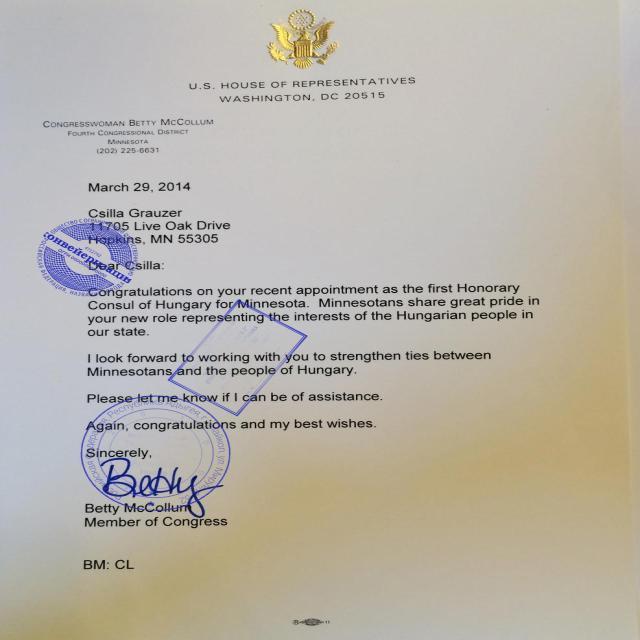 U.S. HOUSE OF REPRESENTATIVES
WASHINGTON, DC 20515
CONGRESSWOMAN BETTY MCCOLLUM
FOURTH CONGRESSIONAL DISTRICT
MINNESOTA
(202) 225-6631
March 29, 2014
Csilla Grauzer
11705 Live Oak Drive
Hopkins, MN 55305
Dear Csilla:
Congratulations on your recent appointment as the first Honorary
Consul of Hungary for Minnesota. Minnesotans share great pride in
your new role representing the interests of the Hungarian people in
our state.
I look forward to working with you to strengthen ties between
Minnesotans and the people of Hungary.
Please let me know if I can be of assistance.
Again, congratulations and my best wishes.
Sincerely,
Betty
Betty McCollum
Member of Congress
BM: CL